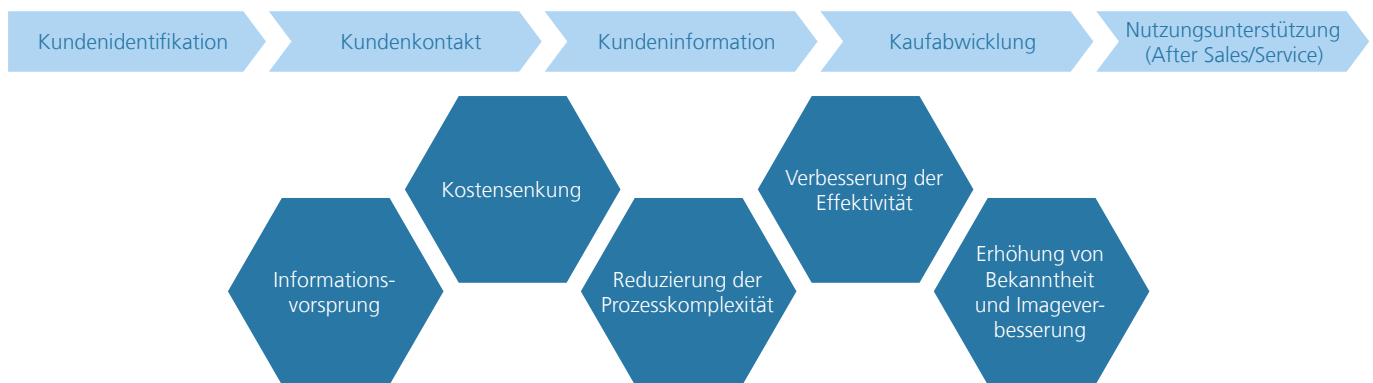 Kundenidentifikation
Kundenkontakt
Kundeninformation
Kaufabwicklung
Nutzungsunterstützung
(After Sales/Service)
Informations-
vorsprung
Kostensenkung
Reduzierung der
Prozesskomplexität
Verbesserung der
Effektivität
Erhöhung von
Bekanntheit
und Imagever-
besserung